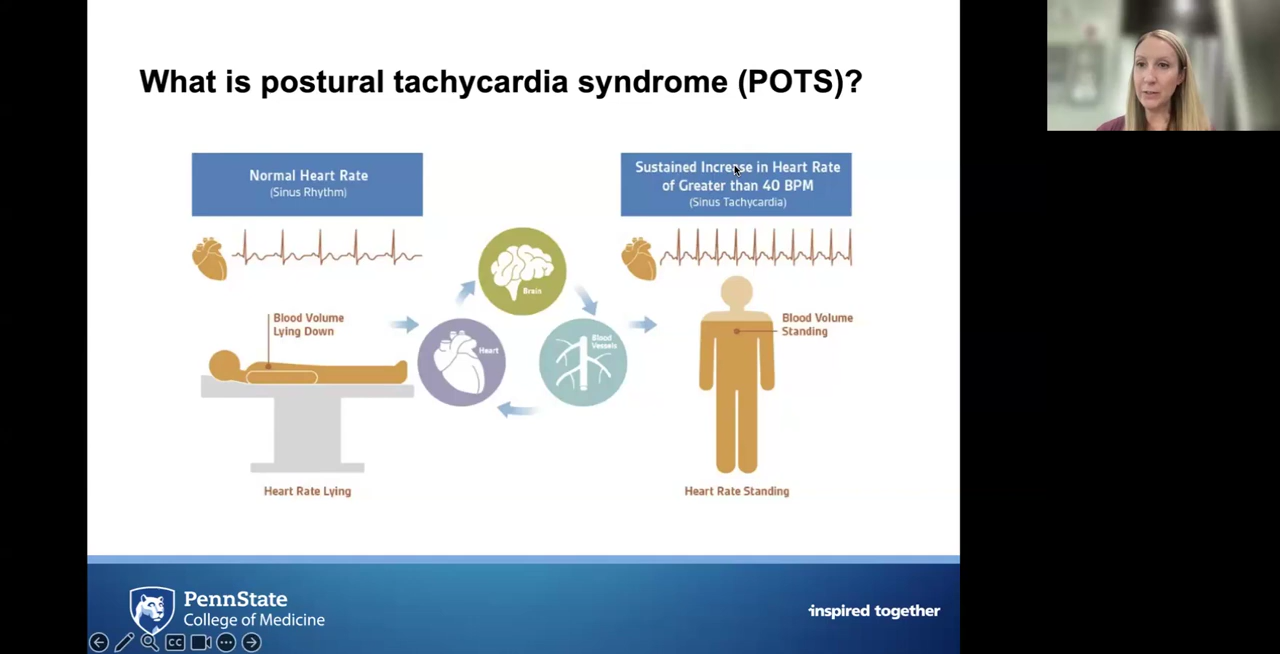 What is postural tachycardia syndrome (POTS)?
Normal Heart Rate
(Sinus Rhythm)
Sustained Increase in Heart Rate
of Greater than 40 BPM
(Sinus Tachycardia)
Brain
Blood Volume
Lying Down
Heart
Blood
Vessels
Blood Volume
Standing
Heart Rate Lying
Heart Rate Standing
PennState
College of Medicine
inspired together
CC